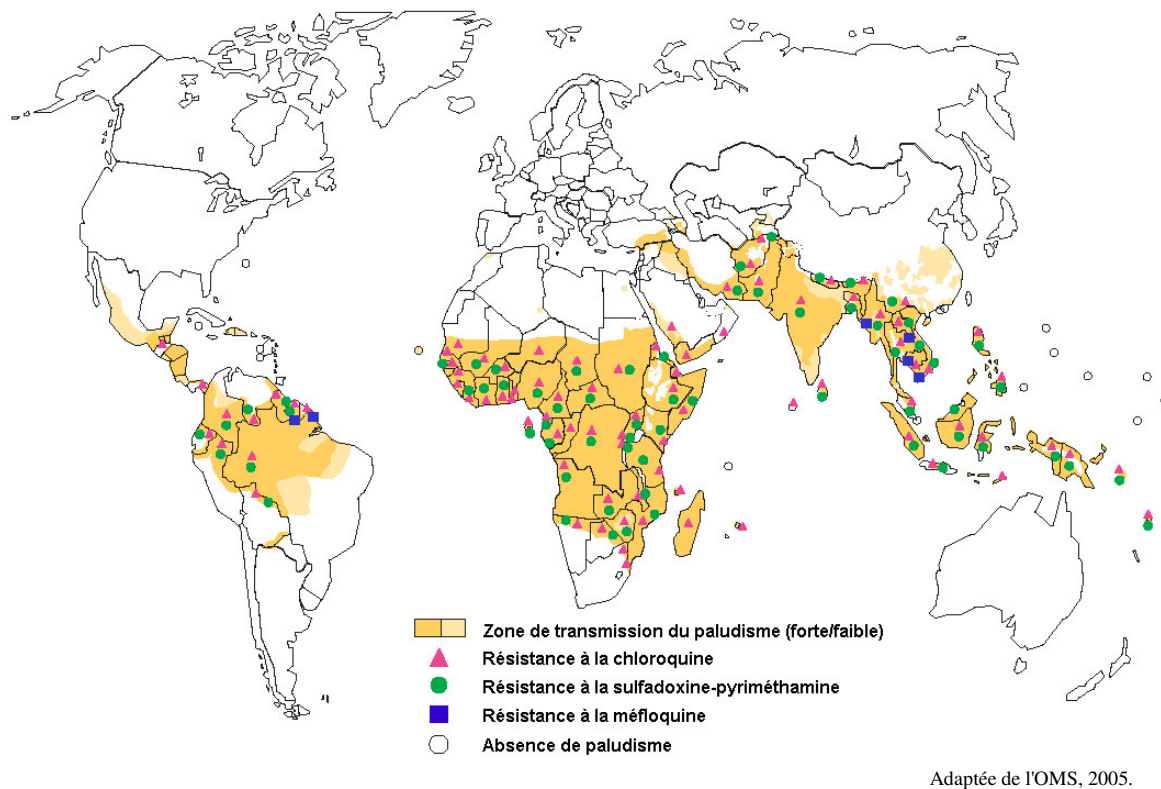 Zone de transmission du paludisme (forte/faible)
Résistance à la chloroquine
Résistance à la sulfadoxine-pyriméthamine
Résistance à la méfloquine
Absence de paludisme
Adaptée de l'OMS, 2005.